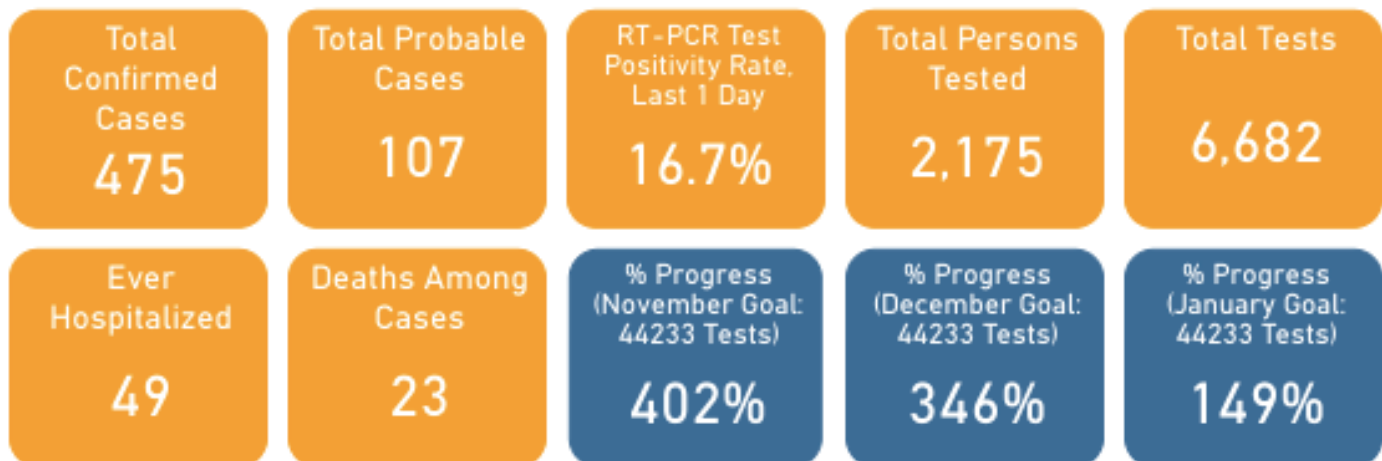 Total
Confirmed
Cases
475
Total Probable
Cases
107
RT-PCR Test
Positivity Rate,
Last 1 Day
16.7%
Total Persons
Tested
2,175
Total Tests
6,682
Ever
Hospitalized
49
Deaths Among
Cases
23
% Progress
(November Goal:
44233 Tests)
402%
% Progress
(December Goal:
44233 Tests)
346%
% Progress
(January Goal:
44233 Tests)
149%